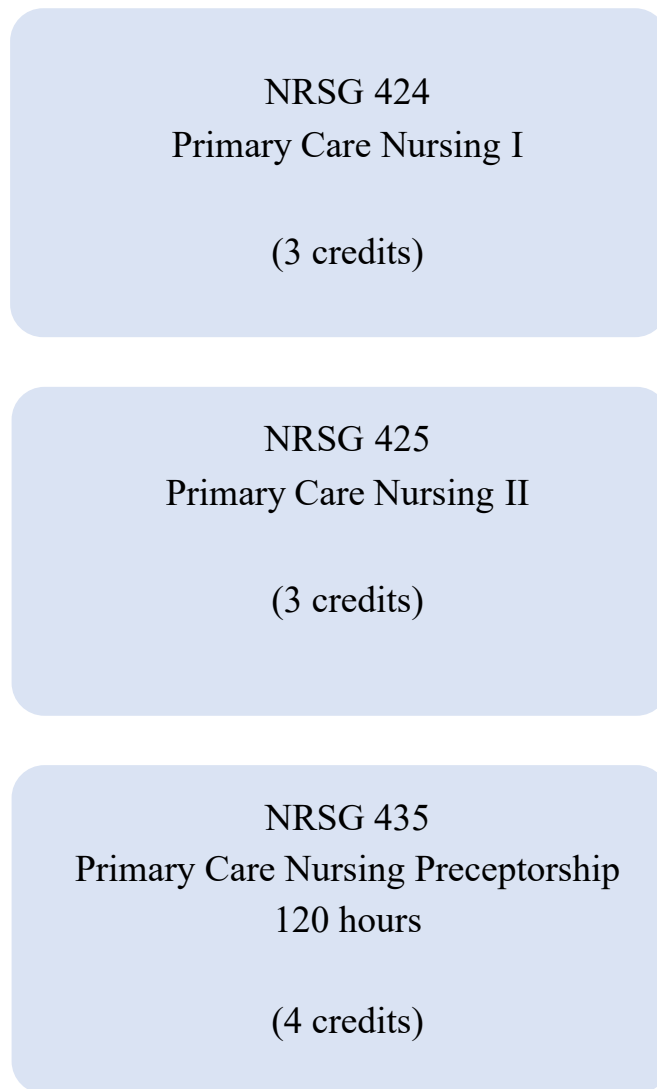 NRSG 424
Primary Care Nursing I
(3 credits)
NRSG 425
Primary Care Nursing II
(3 credits)
NRSG 435
Primary Care Nursing Preceptorship
120 hours
(4 credits)